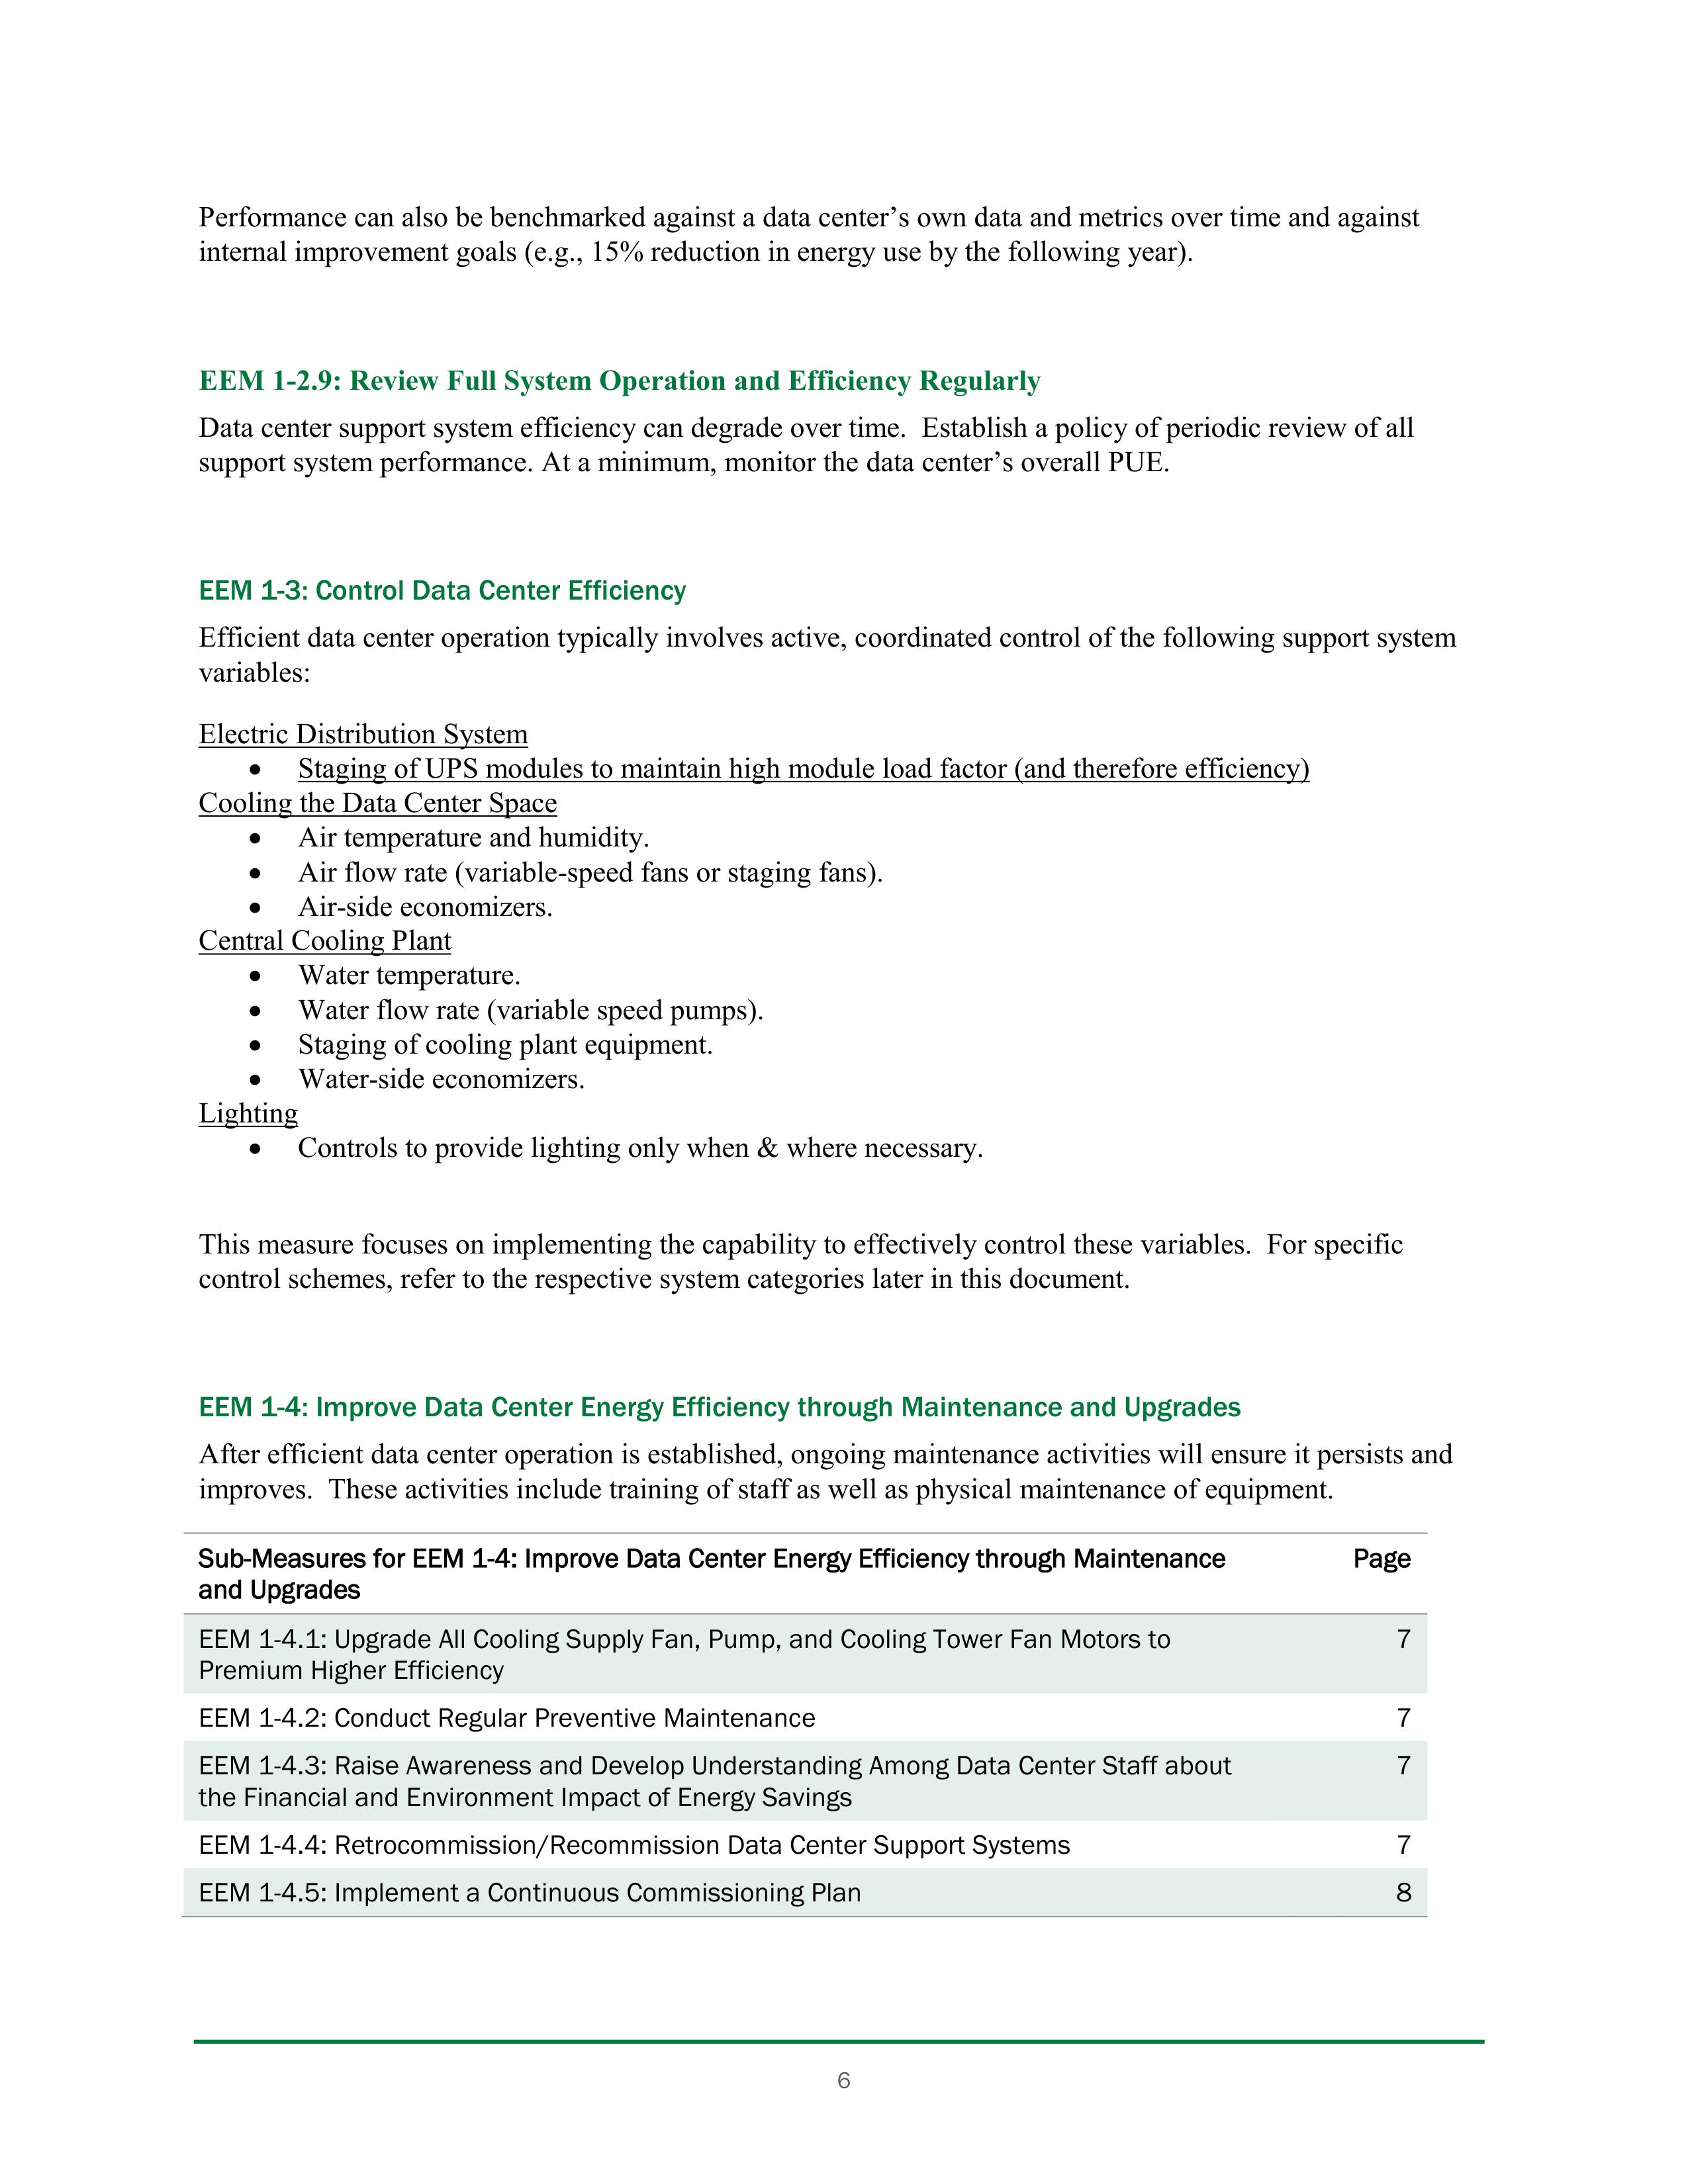 Performance can also be benchmarked against a data center’s own data and metrics over time and against
internal improvement goals (e.g., 15% reduction in energy use by the following year).
EEM 1-2.9: Review Full System Operation and Efficiency Regularly
Data center support system efficiency can degrade over time.  Establish a policy of periodic review of all
support system performance. At a minimum, monitor the data center’s overall PUE.
EEM 1-3: Control Data Center Efficiency
Efficient data center operation typically involves active, coordinated control of the following support system
variables:
Electric Distribution System
• Staging of UPS modules to maintain high module load factor (and therefore efficiency)
Cooling the Data Center Space
• Air temperature and humidity.
• Air flow rate (variable-speed fans or staging fans).
• Air-side economizers.
Central Cooling Plant
• Water temperature.
• Water flow rate (variable speed pumps).
• Staging of cooling plant equipment.
• Water-side economizers.
Lighting
• Controls to provide lighting only when & where necessary.
This measure focuses on implementing the capability to effectively control these variables.  For specific
control schemes, refer to the respective system categories later in this document.
EEM 1-4: Improve Data Center Energy Efficiency through Maintenance and Upgrades
After efficient data center operation is established, ongoing maintenance activities will ensure it persists and
improves.  These activities include training of staff as well as physical maintenance of equipment.
Sub-Measures for EEM 1-4: Improve Data Center Energy Efficiency through Maintenance Page
and Upgrades
EEM 1-4.1: Upgrade All Cooling Supply Fan, Pump, and Cooling Tower Fan Motors to 7
Premium Higher Efficiency
EEM 1-4.2: Conduct Regular Preventive Maintenance 7
EEM 1-4.3: Raise Awareness and Develop Understanding Among Data Center Staff about 7
the Financial and Environment Impact of Energy Savings
EEM 1-4.4: Retrocommission/Recommission Data Center Support Systems 7
EEM 1-4.5: Implement a Continuous Commissioning Plan 8
6